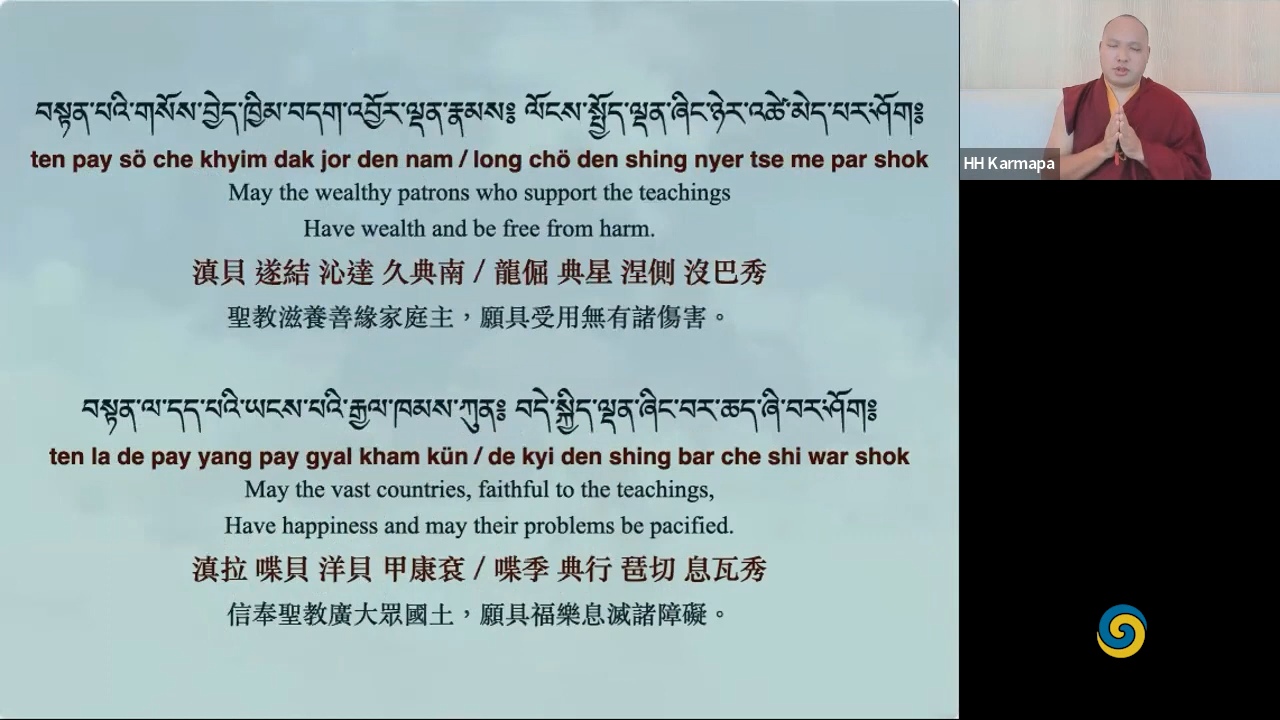 བསྟན་པའི་གསོས་བྱེད་ཁྱིམ་བདག་འབྱོར་ལྡན་རྣམས༔ ལོངས་སྤྱོད་ལྡན་ཞིང་ཉེར་འཚེ་མེད་པར་ཤོག༔
ten pay sö che khyim dak jor den nam / long chö den shing nyer tse me par shok
May the wealthy patrons who support the teachings
Have wealth and be free from harm.
滇貝 遂結 沁達 久典南 / 龍倔 典星 涅側 沒巴秀
聖教滋養善緣家庭主，願具受用無有諸傷害。
བསྟན་ལ་དད་པའི་ཡངས་པའི་རྒྱལ་ཁམས་ཀུན༔ བདེ་སྐྱིད་ལྡན་ཞིང་བར་ཆད་ཞི་བར་ཤོག༔
ten la de pay yang pay gyal kham kün / de kyi den shing bar che shi war shok
May the vast countries, faithful to the teachings,
Have happiness and may their problems be pacified.
滇拉 喋貝 洋貝 甲康袞 / 喋季 典行 琶切 息瓦秀
信奉聖教廣大眾國土，願具福樂息滅諸障礙。
HH Karmapa